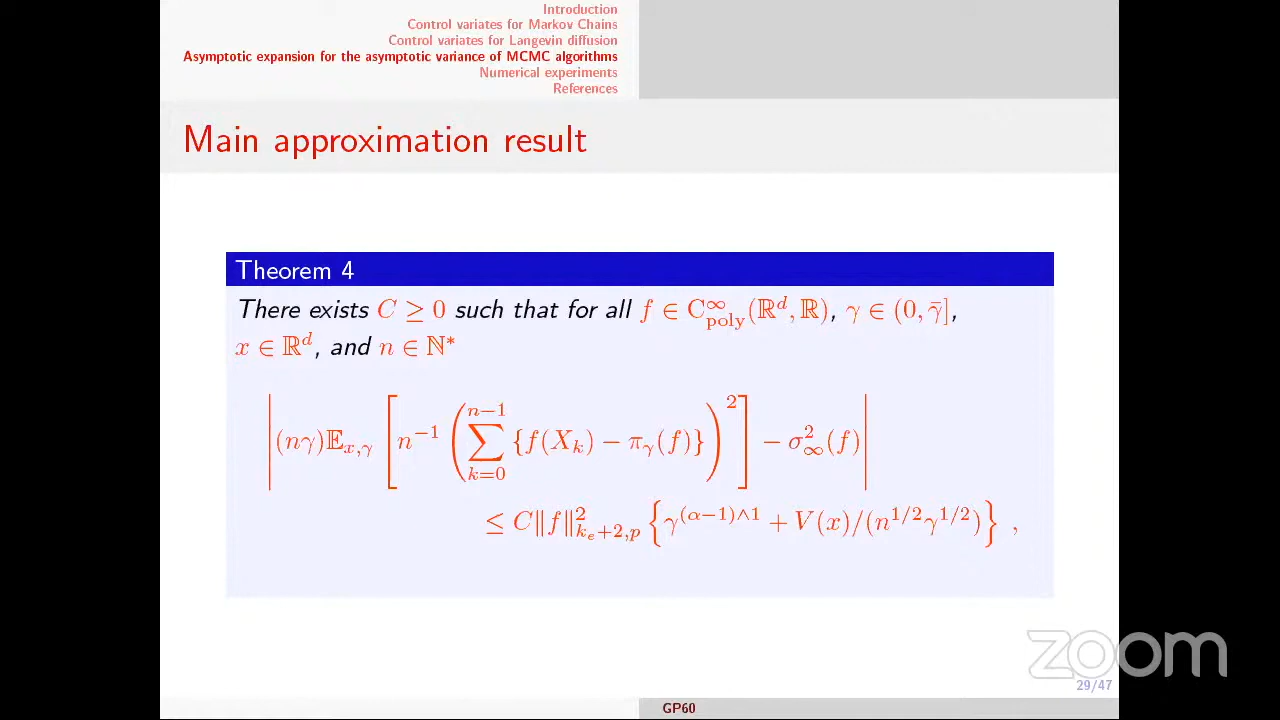 Introduction
Control variates for Markov Chains
Control variates for Langevin diffusion
Asymptotic expansion for the asymptotic variance of MCMC algorithms
Numerical experiments
References
Main approximation result
Theorem 4
There exists C ≥ 0 such that for all f ∈ C^∞_poly(ℝ^d, ℝ), γ ∈ (0, γ̄],
x ∈ ℝ^d, and n ∈ ℕ*
|(nγ)𝔼_{x,γ} [n^{−1} (∑_{k=0}^{n−1} {f(X_k) − π_γ(f)})^2] − σ^2_∞(f)|
≤ C‖f‖^2_{k_e+2,p} {γ^{(α−1)∧1} + V(x)/(n^{1/2}γ^{1/2})} ,
zoom
29/47
GP60